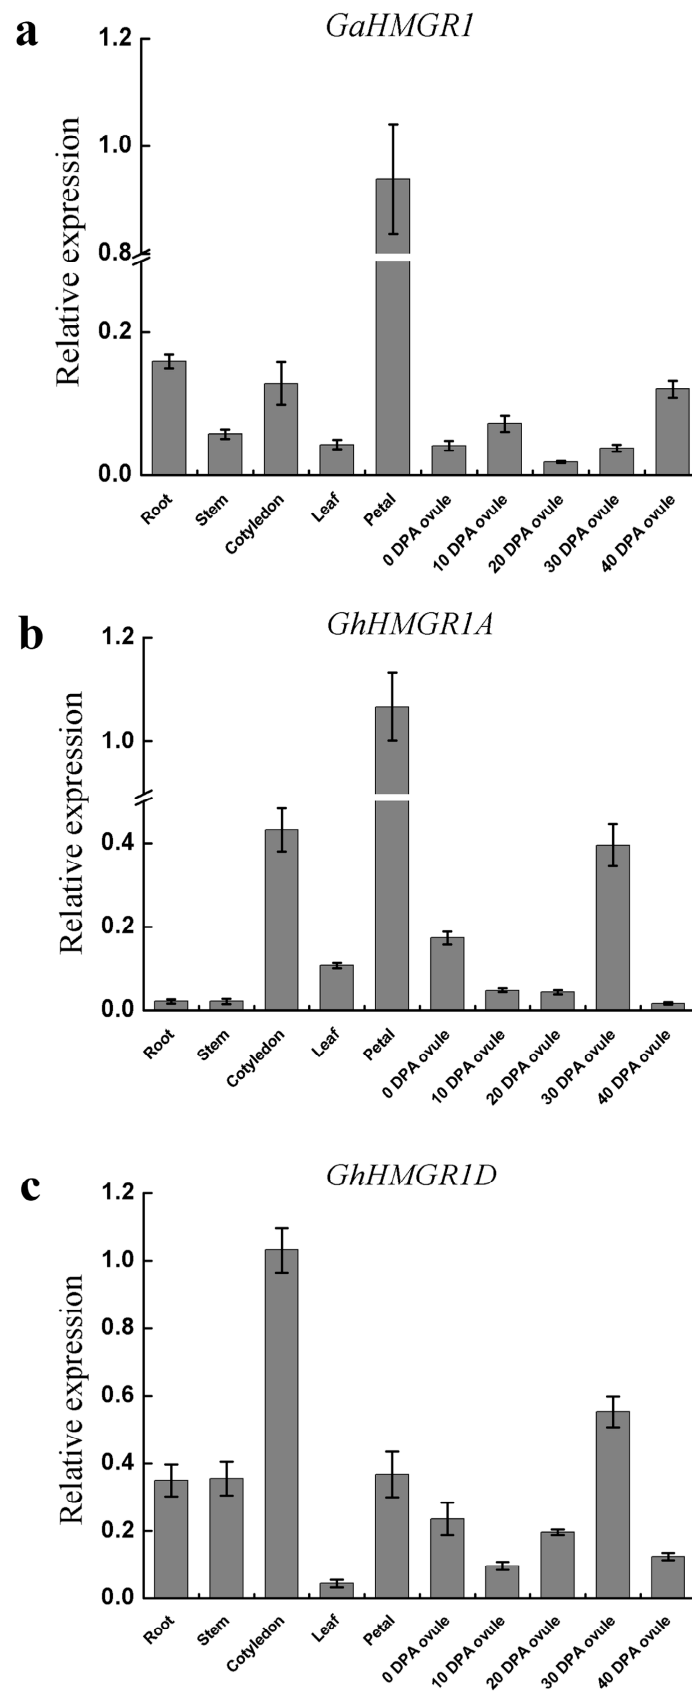 a
GaHMGR1
Relative expression
1.2
1.0
0.8
0.2
0.0
Root
Stem
Cotyledon
Leaf
Petal
0 DPA ovule
10 DPA ovule
20 DPA ovule
30 DPA ovule
40 DPA ovule
b
GhHMGR1A
Relative expression
1.2
1.0
0.4
0.2
0.0
Root
Stem
Cotyledon
Leaf
Petal
0 DPA ovule
10 DPA ovule
20 DPA ovule
30 DPA ovule
40 DPA ovule
c
GhHMGR1D
Relative expression
1.2
1.0
0.8
0.6
0.4
0.2
0.0
Root
Stem
Cotyledon
Leaf
Petal
0 DPA ovule
10 DPA ovule
20 DPA ovule
30 DPA ovule
40 DPA ovule